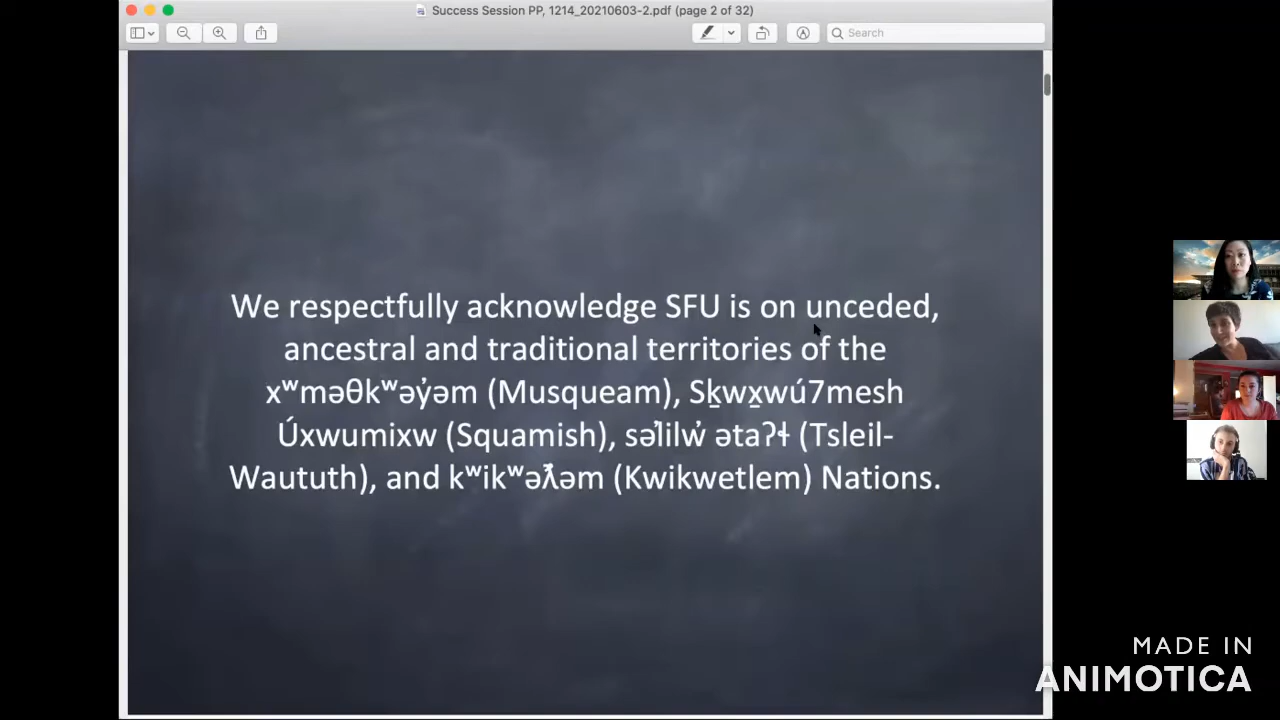 Success Session PP, 1214_20210603-2.pdf (page 2 of 32)
Search
We respectfully acknowledge SFU is on unceded,
ancestral and traditional territories of the
xʷməθkʷəy̓əm (Musqueam), Sḵwx̱wú7mesh
Úxwumixw (Squamish), səl̓ilw̓ ətaʔɬ (Tsleil-
Waututh), and kʷikʷəƛ̓əm (Kwikwetlem) Nations.
MADE IN
ANIMOTICA